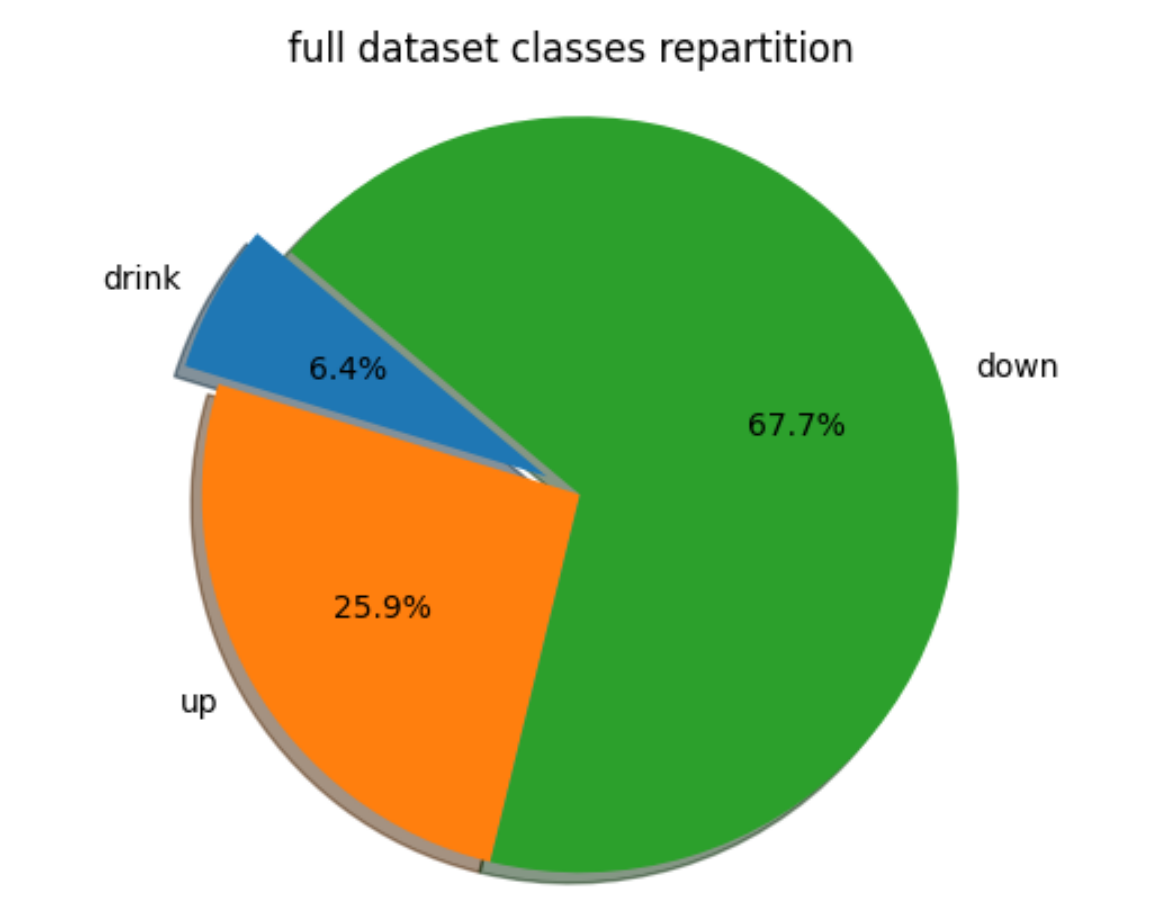 full dataset classes repartition
drink
6.4%
down
67.7%
25.9%
up